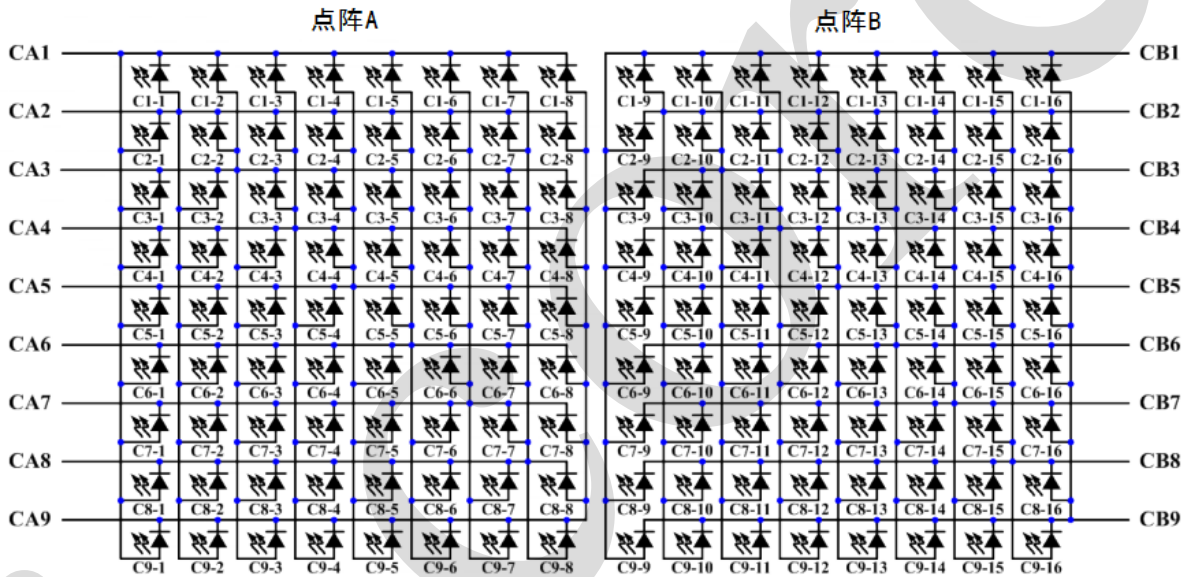 点阵A 点阵B
CA1 CB1
C1-1 C1-2 C1-3 C1-4 C1-5 C1-6 C1-7 C1-8 C1-9 C1-10 C1-11 C1-12 C1-13 C1-14 C1-15 C1-16
CA2 CB2
C2-1 C2-2 C2-3 C2-4 C2-5 C2-6 C2-7 C2-8 C2-9 C2-10 C2-11 C2-12 C2-13 C2-14 C2-15 C2-16
CA3 CB3
C3-1 C3-2 C3-3 C3-4 C3-5 C3-6 C3-7 C3-8 C3-9 C3-10 C3-11 C3-12 C3-13 C3-14 C3-15 C3-16
CA4 CB4
C4-1 C4-2 C4-3 C4-4 C4-5 C4-6 C4-7 C4-8 C4-9 C4-10 C4-11 C4-12 C4-13 C4-14 C4-15 C4-16
CA5 CB5
C5-1 C5-2 C5-3 C5-4 C5-5 C5-6 C5-7 C5-8 C5-9 C5-10 C5-11 C5-12 C5-13 C5-14 C5-15 C5-16
CA6 CB6
C6-1 C6-2 C6-3 C6-4 C6-5 C6-6 C6-7 C6-8 C6-9 C6-10 C6-11 C6-12 C6-13 C6-14 C6-15 C6-16
CA7 CB7
C7-1 C7-2 C7-3 C7-4 C7-5 C7-6 C7-7 C7-8 C7-9 C7-10 C7-11 C7-12 C7-13 C7-14 C7-15 C7-16
CA8 CB8
C8-1 C8-2 C8-3 C8-4 C8-5 C8-6 C8-7 C8-8 C8-9 C8-10 C8-11 C8-12 C8-13 C8-14 C8-15 C8-16
CA9 CB9
C9-1 C9-2 C9-3 C9-4 C9-5 C9-6 C9-7 C9-8 C9-9 C9-10 C9-11 C9-12 C9-13 C9-14 C9-15 C9-16